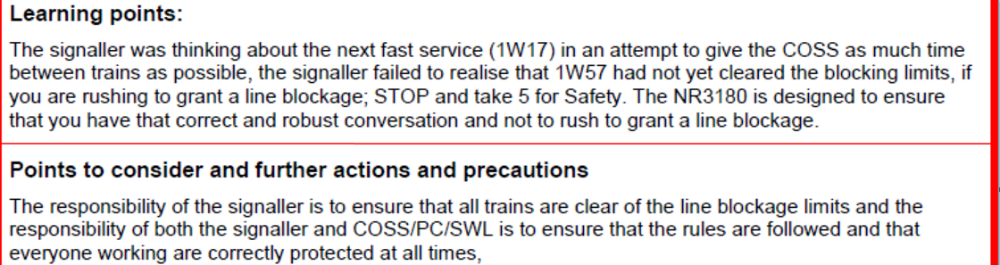 Learning points:
The signaller was thinking about the next fast service (1W17) in an attempt to give the COSS as much time
between trains as possible, the signaller failed to realise that 1W57 had not yet cleared the blocking limits, if
you are rushing to grant a line blockage; STOP and take 5 for Safety. The NR3180 is designed to ensure
that you have that correct and robust conversation and not to rush to grant a line blockage.
Points to consider and further actions and precautions
The responsibility of the signaller is to ensure that all trains are clear of the line blockage limits and the
responsibility of both the signaller and COSS/PC/SWL is to ensure that the rules are followed and that
everyone working are correctly protected at all times,